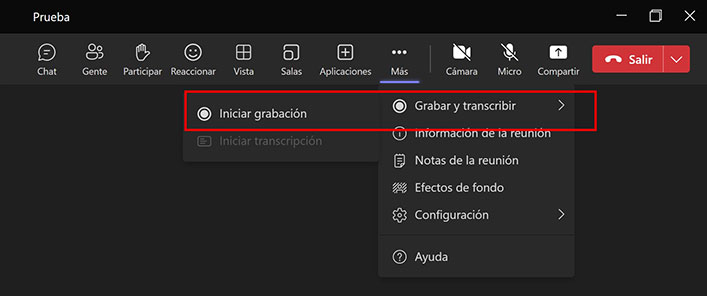 Prueba
Chat Gente Participar Reaccionar Vista Salas Aplicaciones Más Cámara Micro Compartir Salir
Iniciar grabación
Iniciar transcripción
Grabar y transcribir
Información de la reunión
Notas de la reunión
Efectos de fondo
Configuración
Ayuda